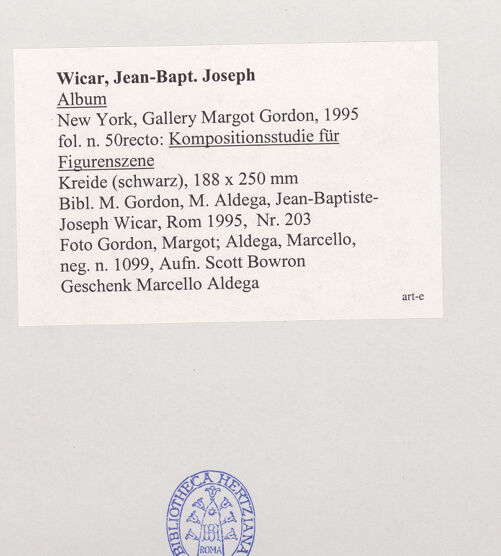 Wicar, Jean-Bapt. Joseph
Album
New York, Gallery Margot Gordon, 1995
fol. n. 50recto: Kompositionsstudie für
Figurenszene
Kreide (schwarz), 188 x 250 mm
Bibl. M. Gordon, M. Aldega, Jean-Baptiste-
Joseph Wicar, Rom 1995, Nr. 203
Foto Gordon, Margot; Aldega, Marcello,
neg. n. 1099, Aufn. Scott Bowron
Geschenk Marcello Aldega
art-e
BIBLIOTHECA HERTZIANA
ROMA